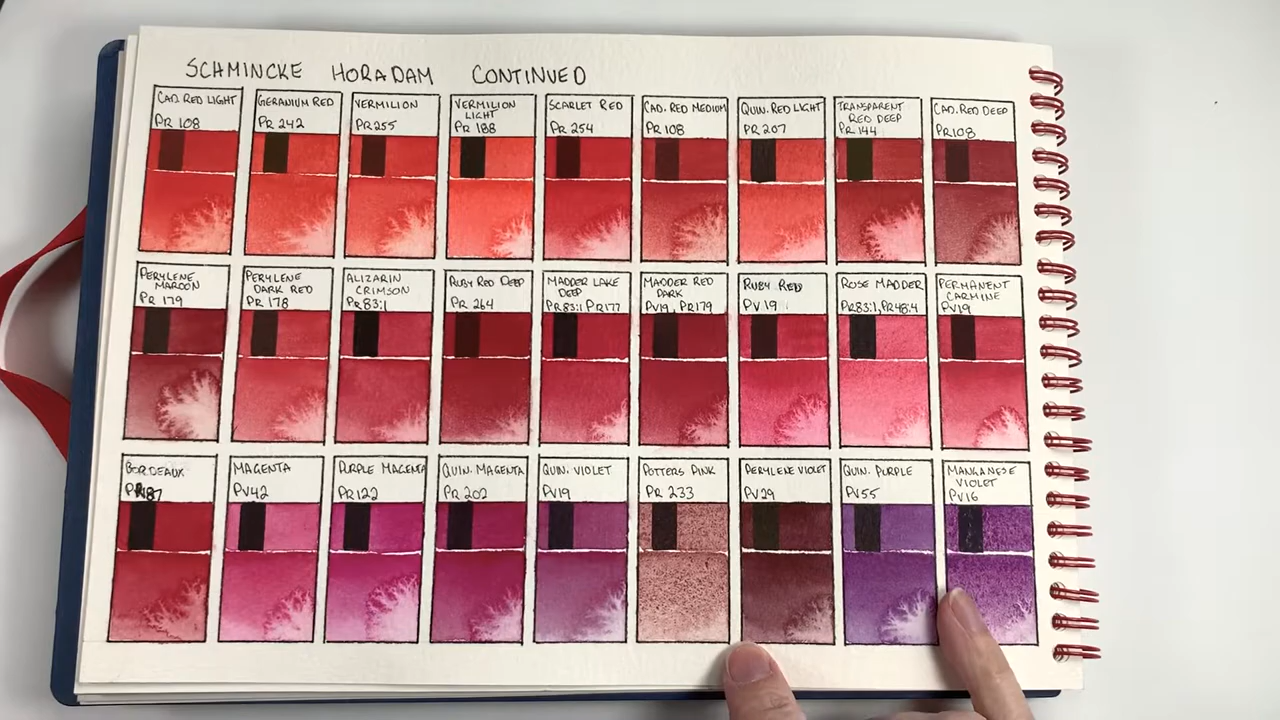 SCHMINCKE HORADAM CONTINUED
CAD. RED LIGHT
PR 108
GERANIUM RED
PR 242
VERMILION
PR 255
VERMILION
LIGHT
PR 188
SCARLET RED
PR 254
CAD. RED MEDIUM
PR 108
QUIN. RED LIGHT
PR 207
TRANSPARENT
RED DEEP
PR 144
CAD. RED DEEP
PR108
PERYLENE
MAROON
PR 179
PERYLENE
DARK RED
PR 178
ALIZARIN
CRIMSON
PR83:1
RUBY RED DEEP
PR 264
MADDER LAKE
DEEP
PR83:1 PR177
MADDER RED
DARK
PV19, PR179
RUBY RED
PV 19
ROSE MADDER
PR83:1, PR48:4
PERMANENT
CARMINE
PV19
BORDEAUX
MAGENTA
PV42
PURPLE MAGENTA
PR122
QUIN. MAGENTA
PR 202
QUIN. VIOLET
PV19
POTTERS PINK
PR 233
PERYLENE VIOLET
PV29
QUIN. PURPLE
PV55
MANGANESE
VIOLET
PV16